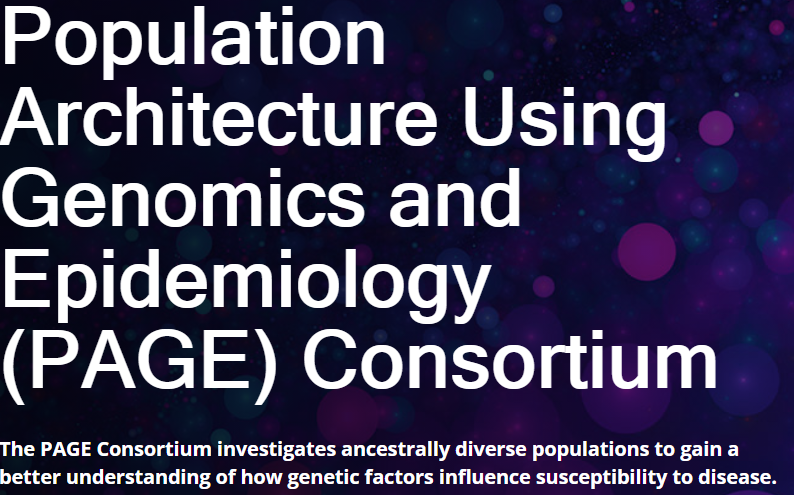 Population
Architecture Using
Genomics and
Epidemiology
(PAGE) Consortium
The PAGE Consortium investigates ancestrally diverse populations to gain a
better understanding of how genetic factors influence susceptibility to disease.